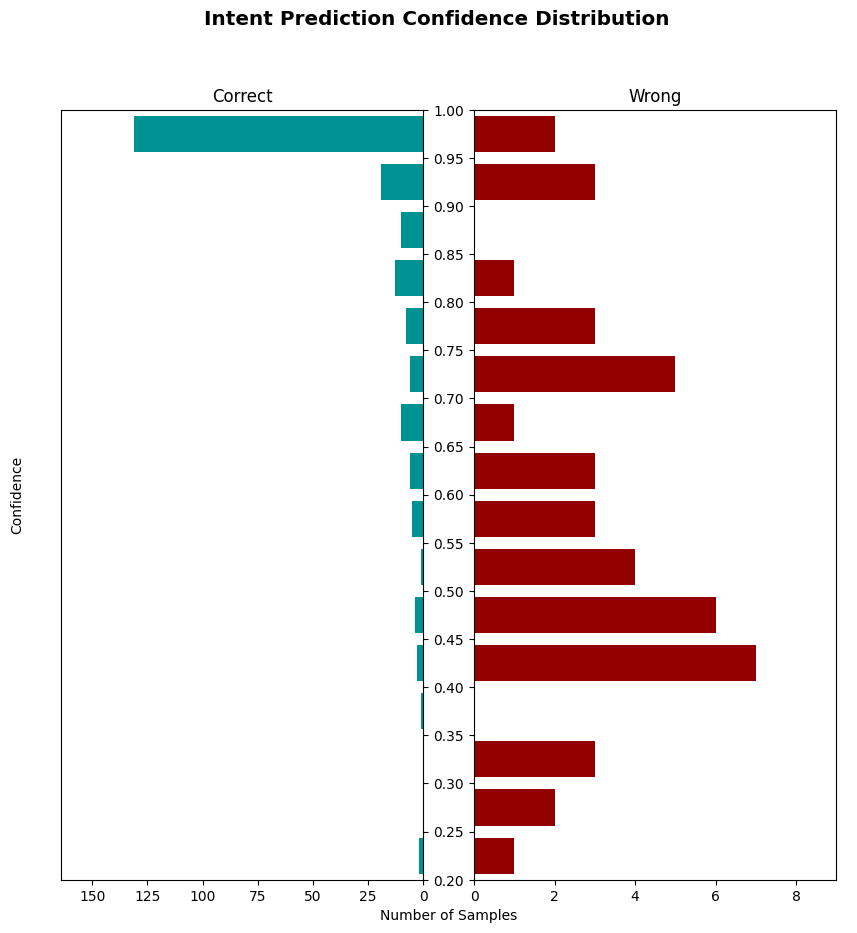 Intent Prediction Confidence Distribution
Correct
Wrong
1.00
0.95
0.90
0.85
0.80
0.75
0.70
0.65
0.60
0.55
0.50
0.45
0.40
0.35
0.30
0.25
0.20
Confidence
150 125 100 75 50 25 0
0 2 4 6 8
Number of Samples